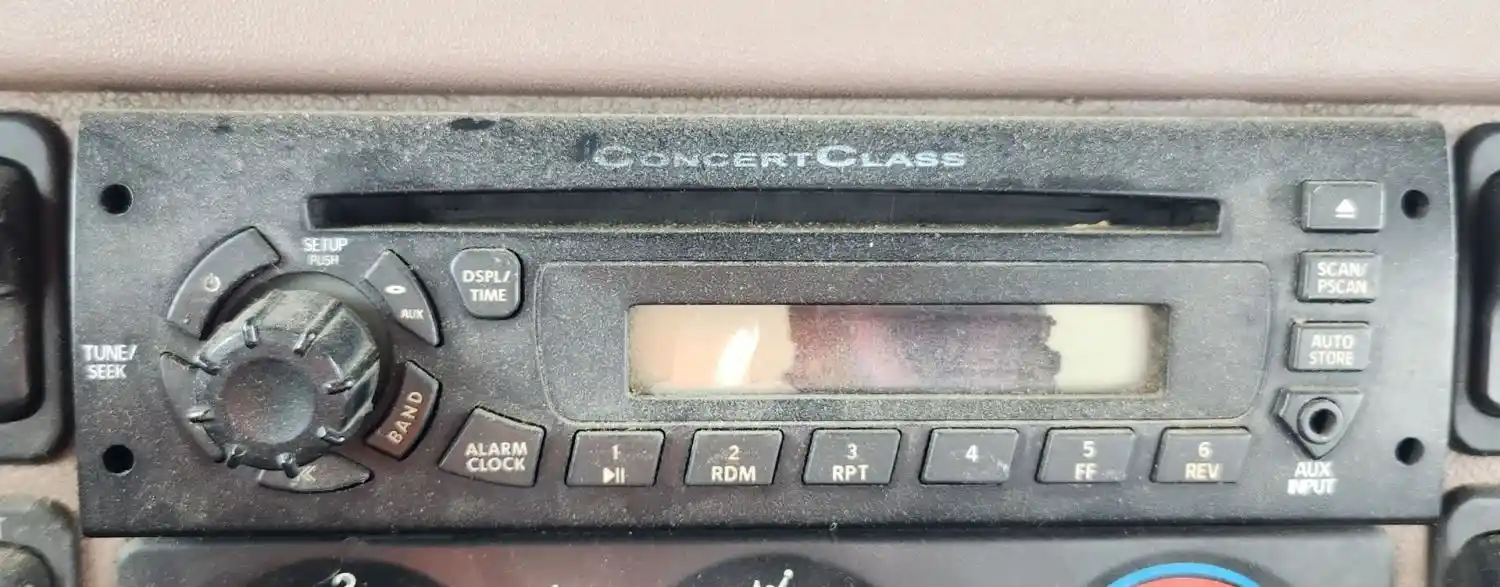 CONCERTCLASS
SETUP
PUSH
DSPL/
TIME
AUX
SCAN/
PSCAN
TUNE/
SEEK
AUTO
STORE
BAND
ALARM
CLOCK
1
2
RDM
3
RPT
4
5
FF
6
REV
AUX
INPUT
2